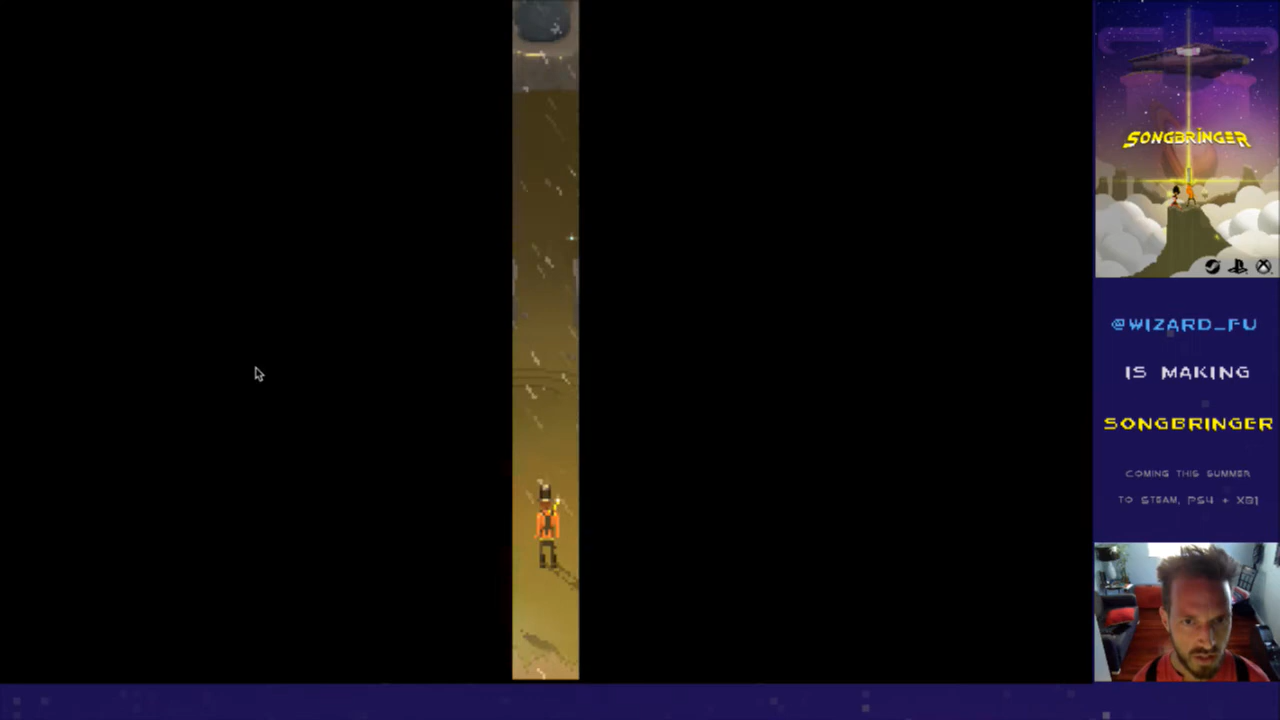 SONGBRINGER
@WIZARD_FU
IS MAKING
SONGBRINGER
COMING THIS SUMMER
TO STEAM, PS4 + XB1